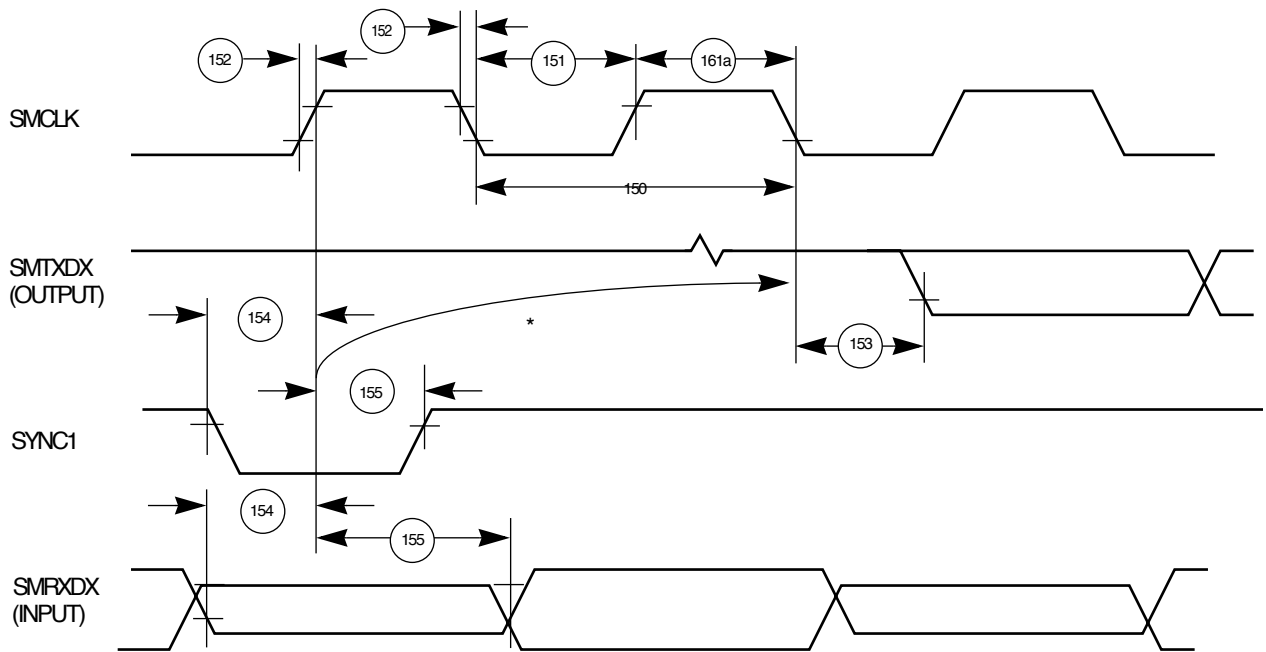 152
152
151
161a
SMCLK
150
SMTXDX
(OUTPUT)
154
*
153
155
SYNC1
154
155
SMRXDX
(INPUT)